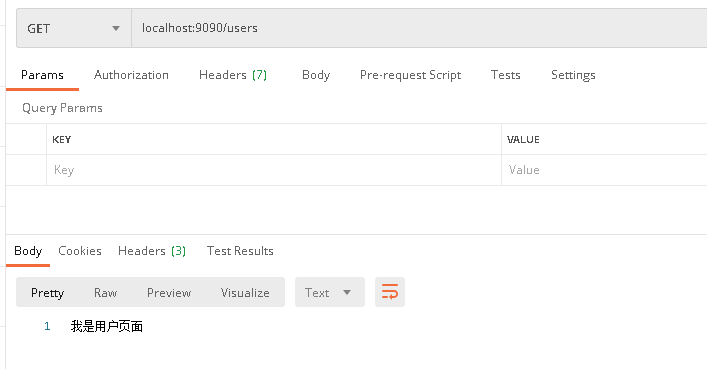 GET localhost:9090/users
Params Authorization Headers (7) Body Pre-request Script Tests Settings
Query Params
KEY VALUE
Key Value
Body Cookies Headers (3) Test Results
Pretty Raw Preview Visualize Text
1 我是用户页面